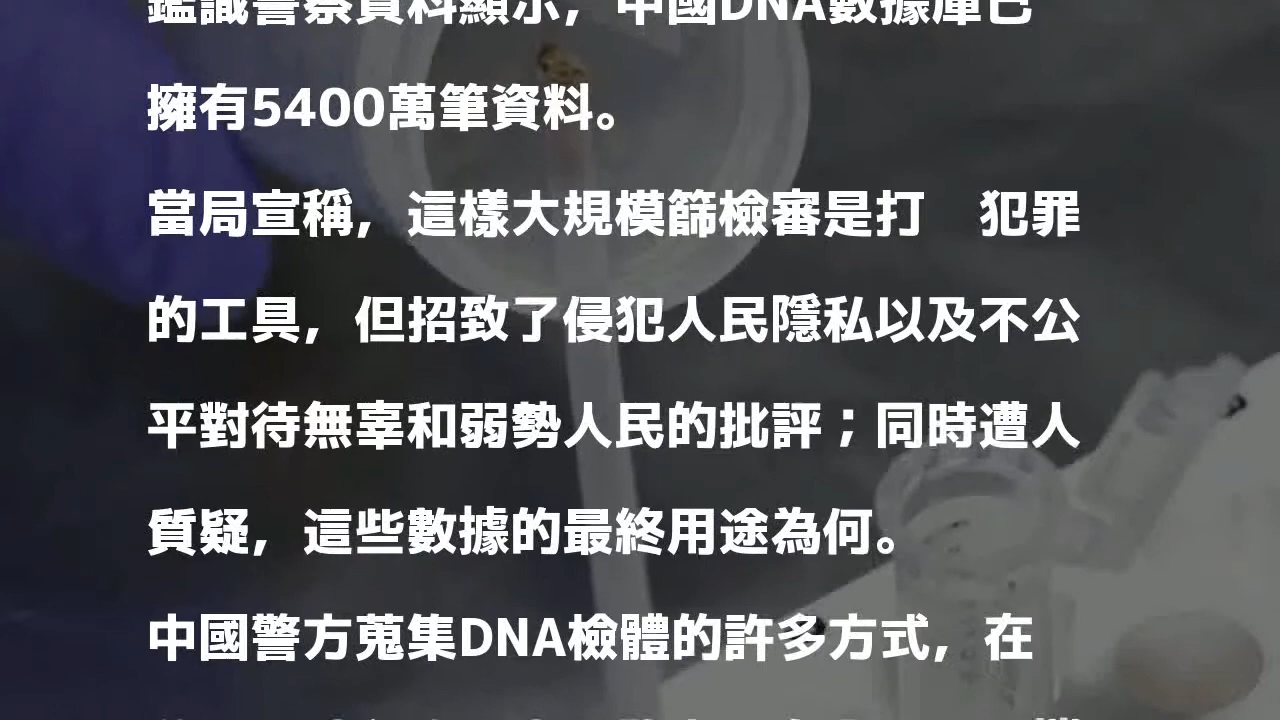 鑑識警察資料顯示，中國DNA數據庫已
擁有5400萬筆資料。
當局宣稱，這樣大規模篩檢審是打　犯罪
的工具，但招致了侵犯人民隱私以及不公
平對待無辜和弱勢人民的批評；同時遭人
質疑，這些數據的最終用途為何。
中國警方蒐集DNA檢體的許多方式，在